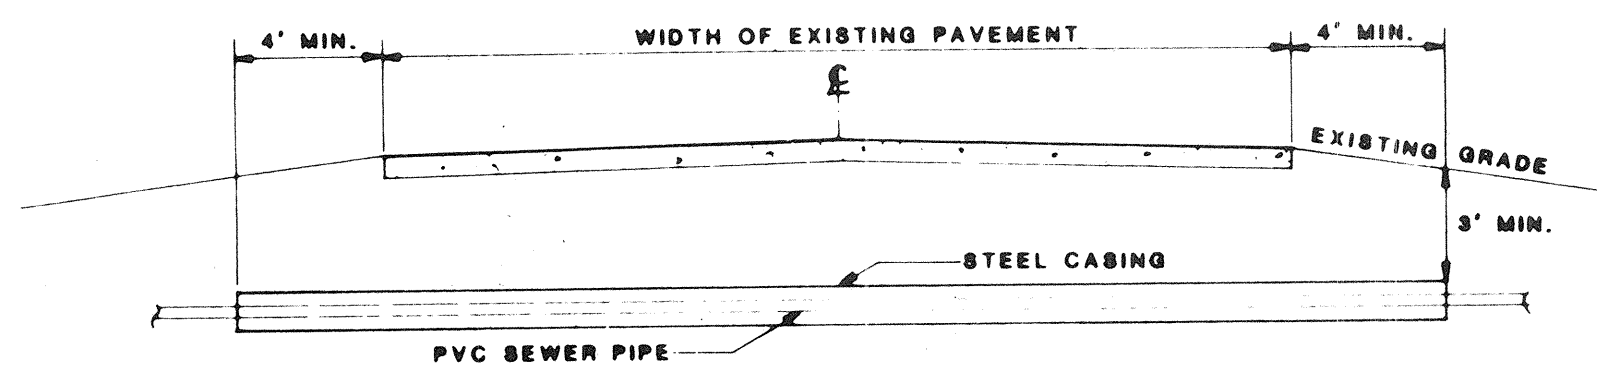 4' MIN.
WIDTH OF EXISTING PAVEMENT
4' MIN.
℄
EXISTING GRADE
3' MIN.
STEEL CASING
PVC SEWER PIPE